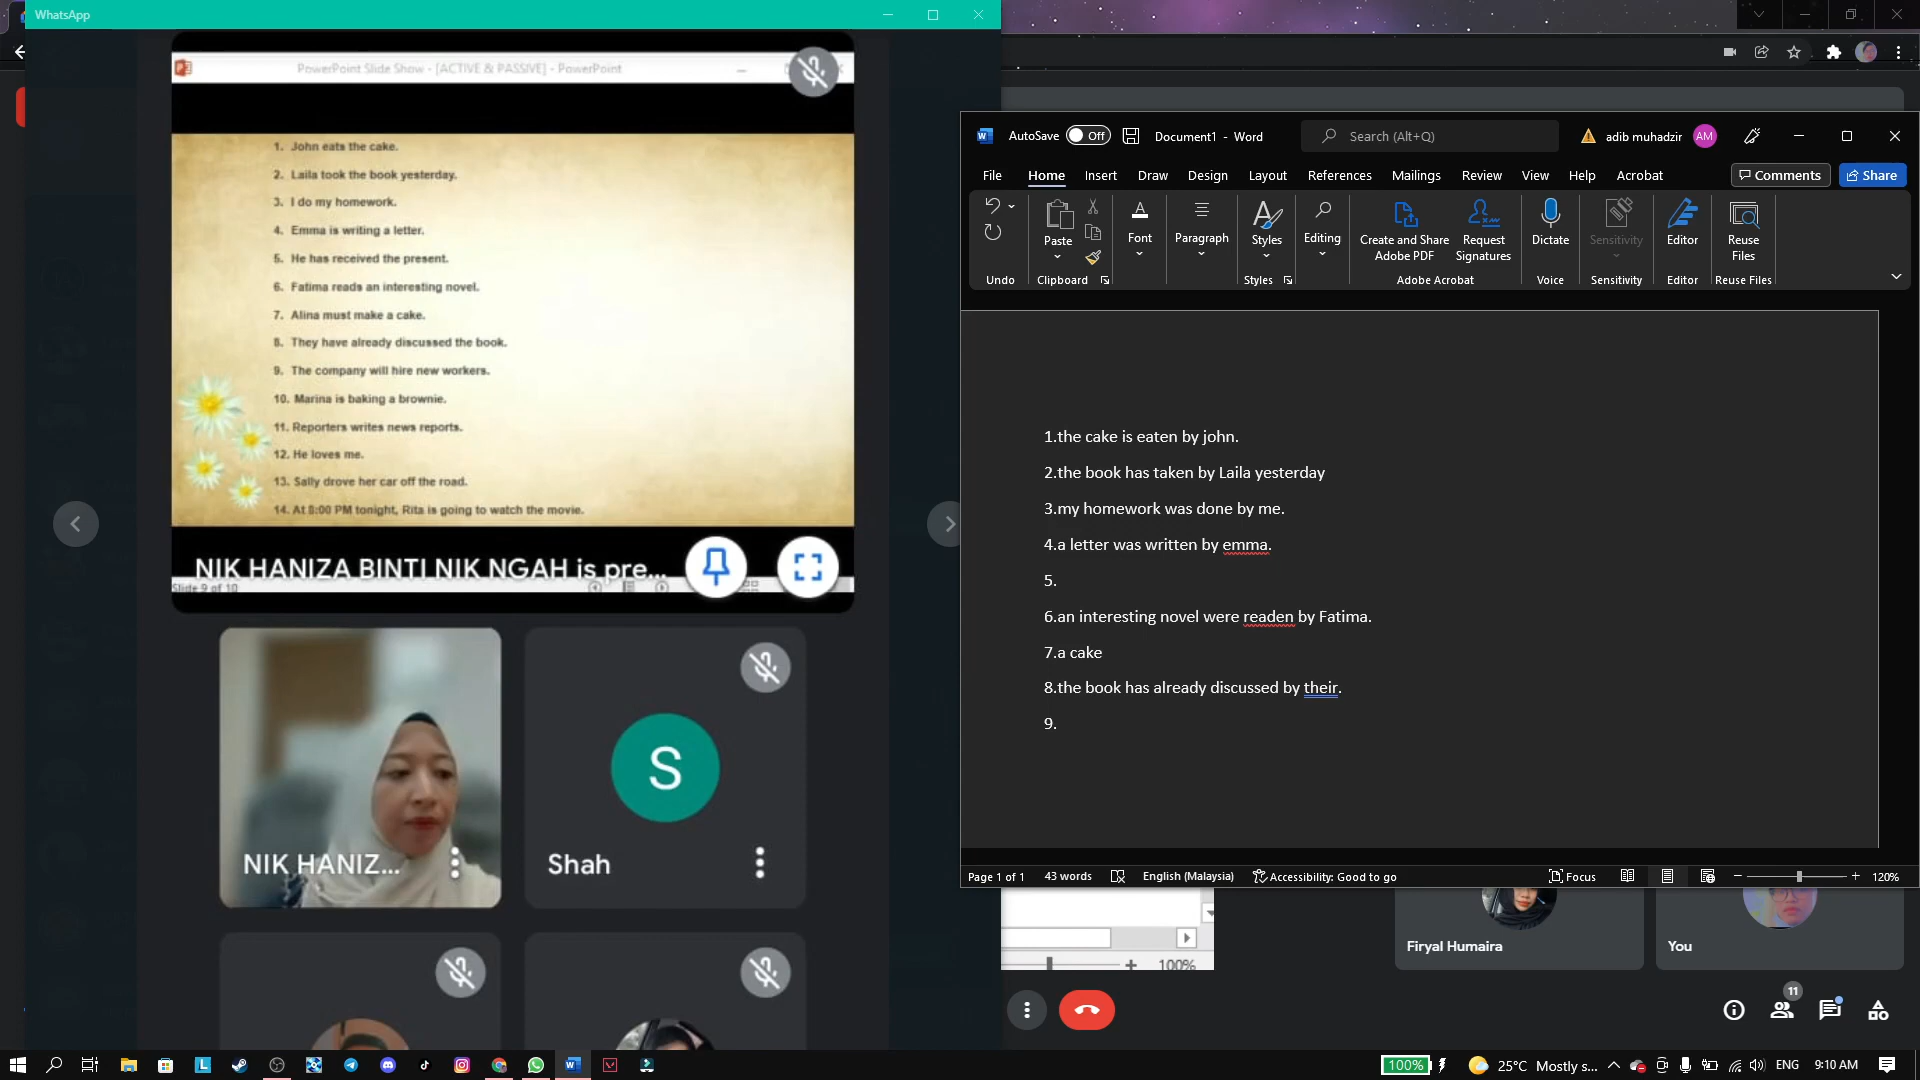 WhatsApp
PowerPoint Slide Show - [ACTIVE & PASSIVE] - PowerPoint
1. John eats the cake.
2. Laila took the book yesterday.
3. I do my homework.
4. Emma is writing a letter.
5. He has received the present.
6. Fatima reads an interesting novel.
7. Alina must make a cake.
8. They have already discussed the book.
9. The company will hire new workers.
10. Marina is baking a brownie.
11. Reporters writes news reports.
12. He loves me.
13. Sally drove her car off the road.
14. At 8:00 PM tonight, Rita is going to watch the movie.
NIK HANIZA BINTI NIK NGAH is pre...
Slide 9 of 10
NIK HANIZ...
S
Shah
AutoSave Off Document1 - Word Search (Alt+Q) adib muhadzir AM
File Home Insert Draw Design Layout References Mailings Review View Help Acrobat Comments Share
Paste Font Paragraph Styles Editing Create and Share Adobe PDF Request Signatures Dictate Sensitivity Editor Reuse Files
Undo Clipboard Styles Adobe Acrobat Voice Sensitivity Editor Reuse Files
1.the cake is eaten by john.
2.the book has taken by Laila yesterday
3.my homework was done by me.
4.a letter was written by emma.
5.
6.an interesting novel were readen by Fatima.
7.a cake
8.the book has already discussed by their.
9.
Page 1 of 1 43 words English (Malaysia) Accessibility: Good to go Focus 120%
100%
Firyal Humaira
You
11
100% 25°C Mostly s... ENG 9:10 AM